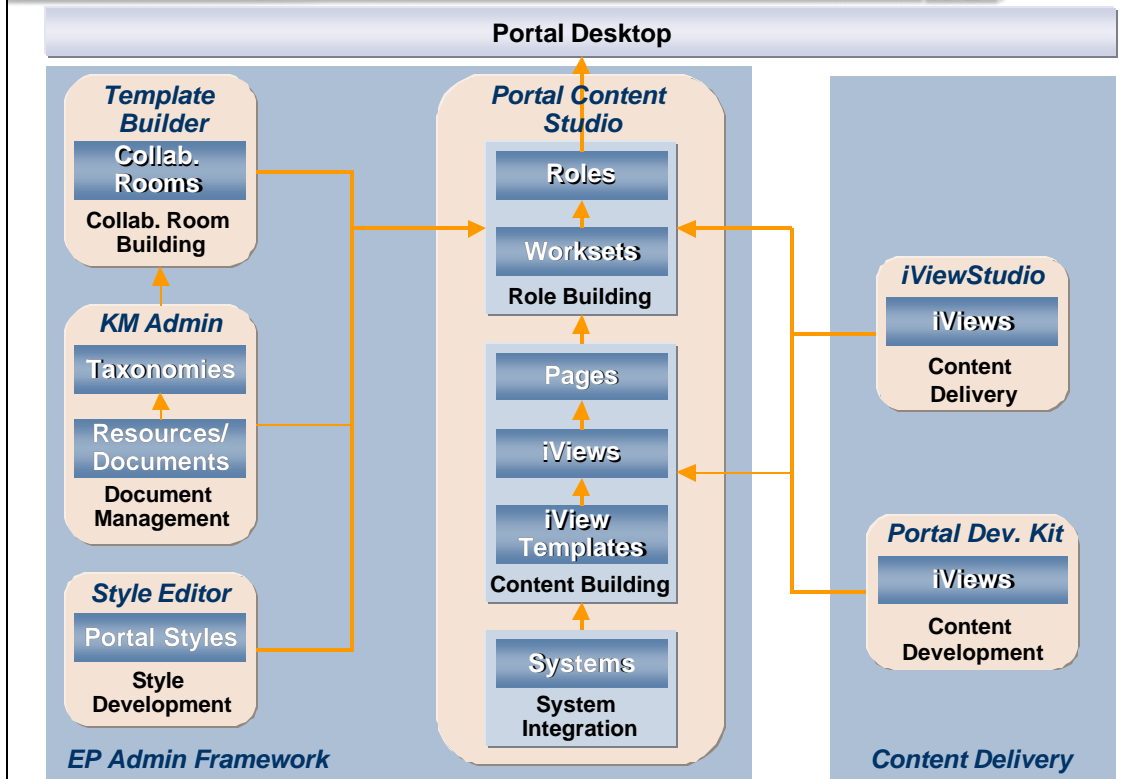 Portal Desktop
Template
Builder
Collab.
Rooms
Collab. Room
Building
KM Admin
Taxonomies
Resources/
Documents
Document
Management
Style Editor
Portal Styles
Style
Development
EP Admin Framework
Portal Content
Studio
Roles
Worksets
Role Building
Pages
iViews
iView
Templates
Content Building
Systems
System
Integration
iViewStudio
iViews
Content
Delivery
Portal Dev. Kit
iViews
Content
Development
Content Delivery